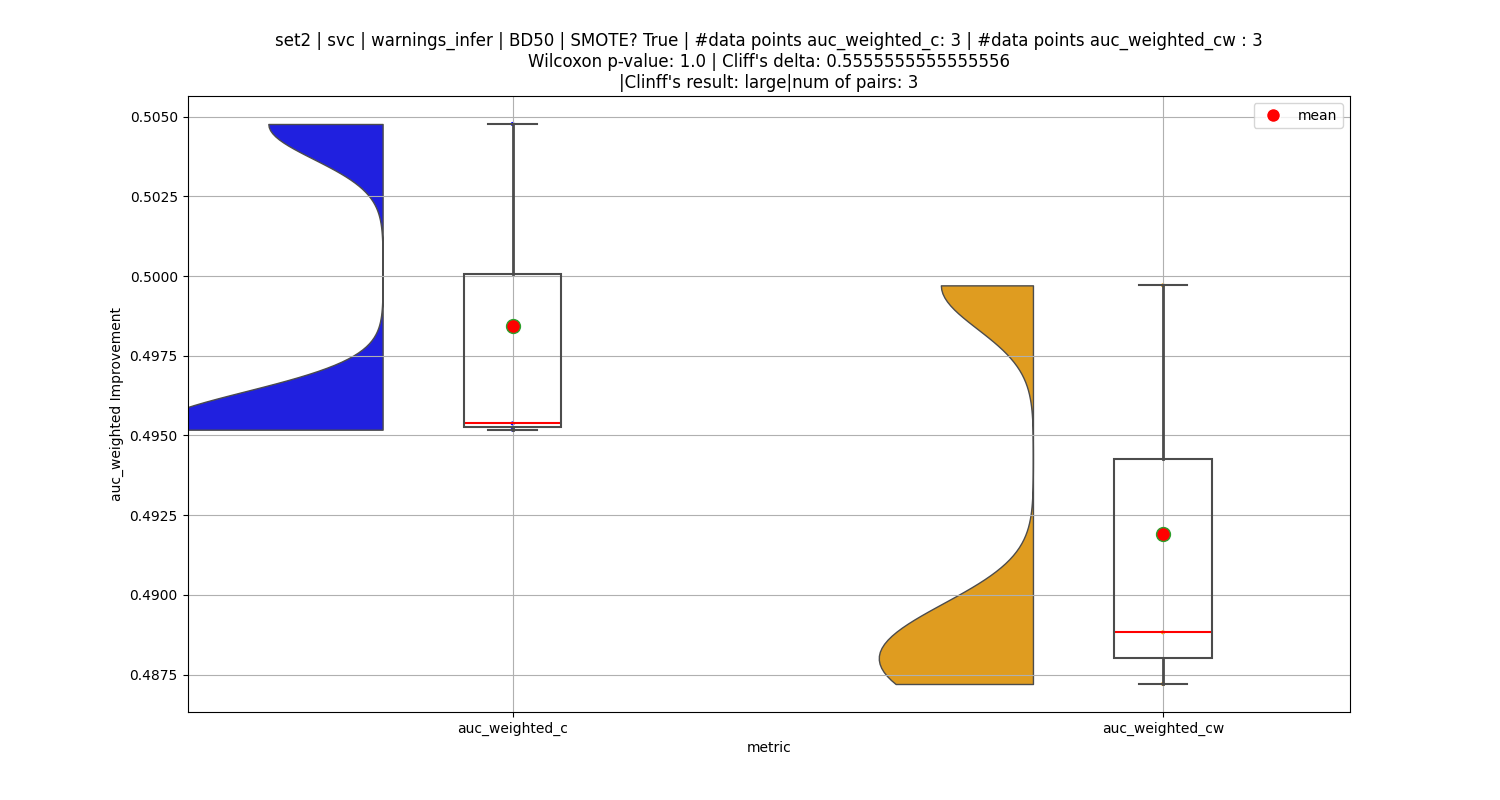 set2 | svc | warnings_infer | BD50 | SMOTE? True | #data points auc_weighted_c: 3 | #data points auc_weighted_cw : 3
Wilcoxon p-value: 1.0 | Cliff's delta: 0.5555555555555556
|Clinff's result: large|num of pairs: 3
mean
0.5050
0.5025
0.5000
0.4975
0.4950
0.4925
0.4900
0.4875
auc_weighted Improvement
auc_weighted_c
auc_weighted_cw
metric